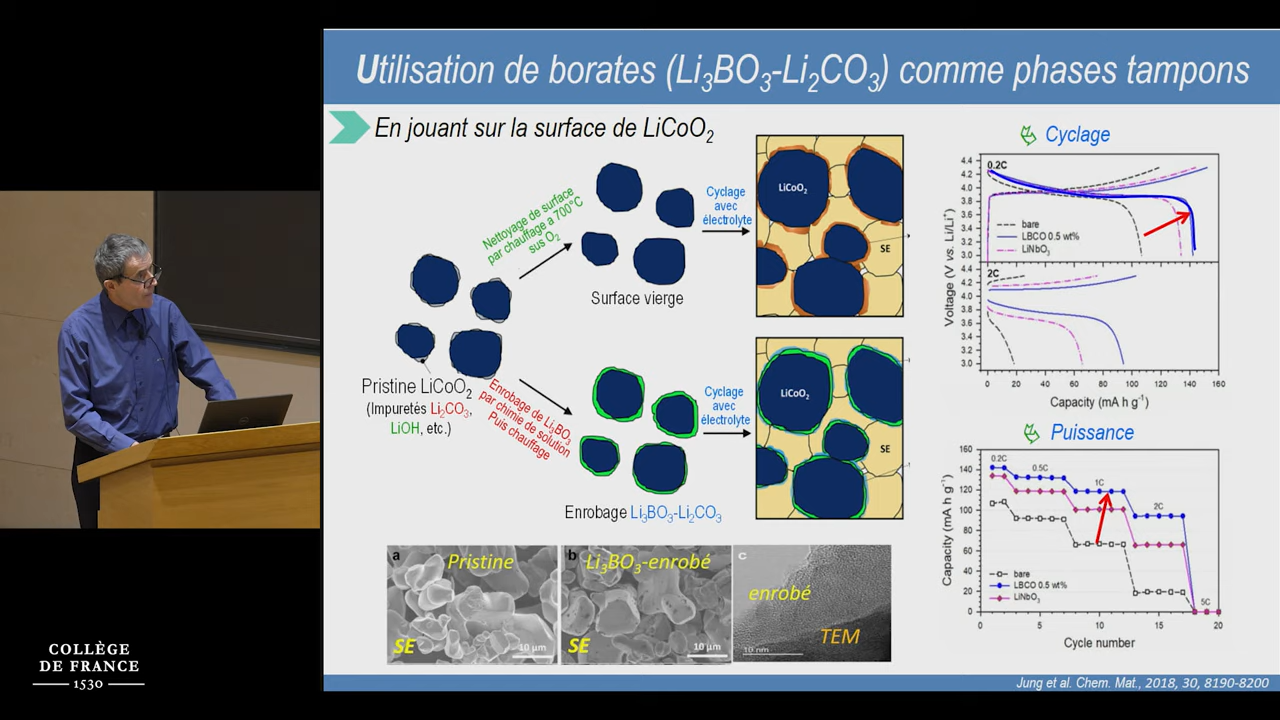 Utilisation de borates (Li₃BO₃-Li₂CO₃) comme phases tampons
En jouant sur la surface de LiCoO₂
Nettoyage de surface
par chauffage a 700°C
sus O₂
Surface vierge
Cyclage
avec
électrolyte
LiCoO₂
SE
Pristine LiCoO₂
(Impuretés Li₂CO₃,
LiOH, etc.)
Enrobage de Li₃BO₃
par chimie de solution
Puis chauffage
Enrobage Li₃BO₃-Li₂CO₃
Cyclage
avec
électrolyte
LiCoO₂
SE
a Pristine
SE 10 µm
b Li₃BO₃-enrobé
SE 10 µm
c
enrobé
TEM
10 nm
Cyclage
0.2C
4.4
4.2
4.0
3.8
3.6
3.4
3.2
3.0
bare
LBCO 0.5 wt%
LiNbO₃
2C
4.4
4.2
4.0
3.8
3.6
3.4
3.2
3.0
Voltage (V vs. Li/Li⁺)
0 20 40 60 80 100 120 140 160
Capacity (mA h g⁻¹)
Puissance
160
140
120
100
80
60
40
20
0
Capacity (mA h g⁻¹)
0.2C
0.5C
1C
2C
5C
bare
LBCO 0.5 wt%
LiNbO₃
0 5 10 15 20
Cycle number
Jung et al. Chem. Mat., 2018, 30, 8190-8200
COLLÈGE
DE FRANCE
1530